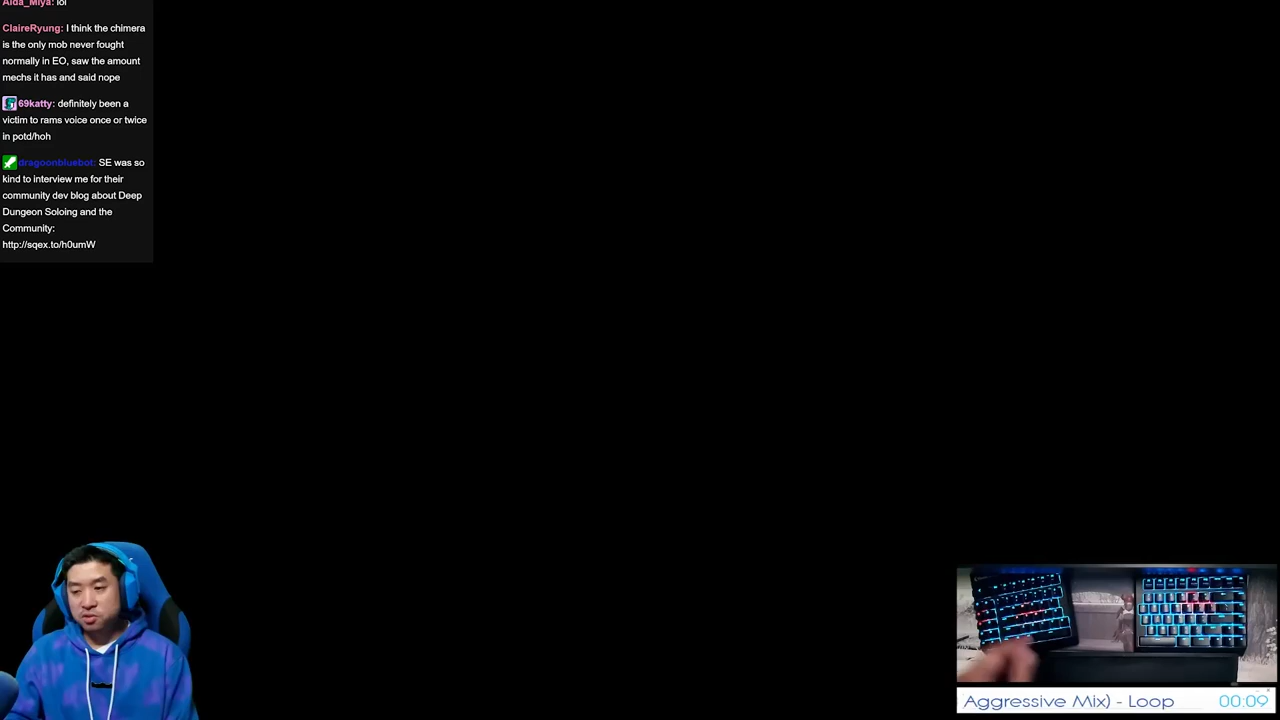 Aida_Miya: lol
ClaireRyung: I think the chimera
is the only mob never fought
normally in EO, saw the amount
mechs it has and said nope
69katty: definitely been a
victim to rams voice once or twice
in potd/hoh
dragoonbluebot: SE was so
kind to interview me for their
community dev blog about Deep
Dungeon Soloing and the
Community:
http://sqex.to/h0umW
Aggressive Mix) - Loop
00:09